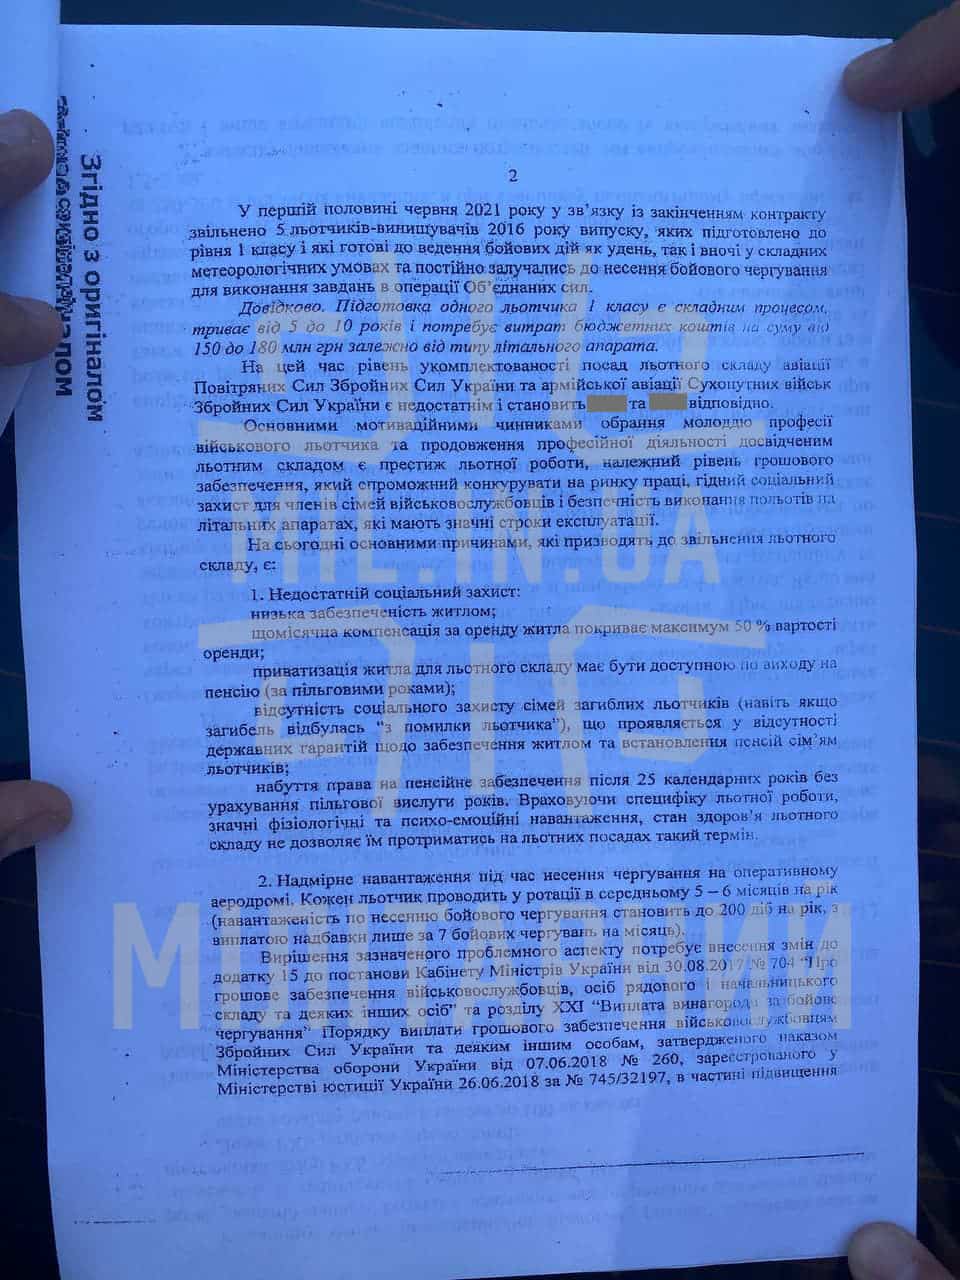 2
У першій половині червня 2021 року у зв’язку із закінченням контракту
звільнено 5 льотчиків-винищувачів 2016 року випуску, яких підготовлено до
рівня 1 класу і які готові до ведення бойових дій як удень, так і вночі у складних
метеорологічних умовах та постійно залучались до несення бойового чергування
для виконання завдань в операції Об’єднаних сил.
Довідково. Підготовка одного льотчика 1 класу є складним процесом,
триває від 5 до 10 років і потребує витрат бюджетних коштів на суму від
150 до 180 млн грн залежно від типу літального апарата.
На цей час рівень укомплектованості посад льотного складу авіації
Повітряних Сил Збройних Сил України та армійської авіації Сухопутних військ
Збройних Сил України є недостатнім і становить та відповідно.
Основними мотиваційними чинниками обрання молоддю професії
військового льотчика та продовження професійної діяльності досвідченим
льотним складом є престиж льотної роботи, належний рівень грошового
забезпечення, який спроможний конкурувати на ринку праці, гідний соціальний
захист для членів сімей військовослужбовців і безпечність виконання польотів на
літальних апаратах, які мають значні строки експлуатації.
На сьогодні основними причинами, які призводять до звільнення льотного
складу, є:
1. Недостатній соціальний захист:
низька забезпеченість житлом;
щомісячна компенсація за оренду житла покриває максимум 50 % вартості
оренди;
приватизація житла для льотного складу має бути доступною по виходу на
пенсію (за пільговими роками);
відсутність соціального захисту сімей загиблих льотчиків (навіть якщо
загибель відбулась “з помилки льотчика”), що проявляється у відсутності
державних гарантій щодо забезпечення житлом та встановлення пенсій сім’ям
льотчиків;
набуття права на пенсійне забезпечення після 25 календарних років без
урахування пільгової вислуги років. Враховуючи специфіку льотної роботи,
значні фізіологічні та психо-емоційні навантаження, стан здоров’я льотного
складу не дозволяє їм протриматись на льотних посадах такий термін.
2. Надмірне навантаження під час несення чергування на оперативному
аеродромі. Кожен льотчик проводить у ротації в середньому 5 – 6 місяців на рік
(навантаженість по несенню бойового чергування становить до 200 діб на рік, з
виплатою надбавки лише за 7 бойових чергувань на місяць).
Вирішення зазначеного проблемного аспекту потребує внесення змін до
додатку 15 до постанови Кабінету Міністрів України від 30.08.2017 № 704 “Про
грошове забезпечення військовослужбовців, осіб рядового і начальницького
складу та деяких інших осіб” та розділу XXI “Виплата винагороди за бойове
чергування” Порядку виплати грошового забезпечення військовослужбовцям
Збройних Сил України та деяким іншим особам, затвердженого наказом
Міністерства оборони України від 07.06.2018 № 260, зареєстрованого у
Міністерстві юстиції України 26.06.2018 за № 745/32197, в частині підвищення
Згідно з оригіналом
MIL.IN.UA